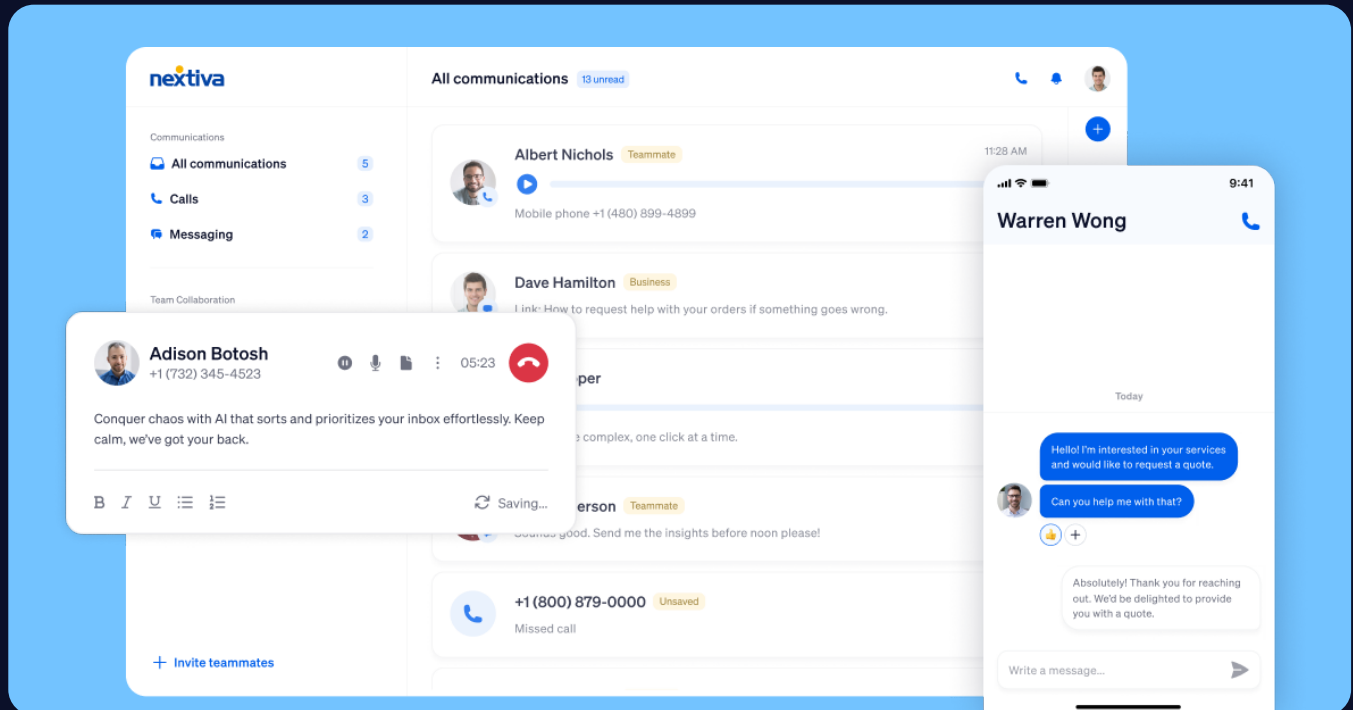 nextiva
Communications
All communications 5
Calls 3
Messaging 2
Team Collaboration
Invite teammates
All communications 13 unread
Albert Nichols Teammate 11:28 AM
Mobile phone +1 (480) 899-4899
Dave Hamilton Business
Link: How to request help with your orders if something goes wrong.
complex, one click at a time.
Teammate
Sounds good. Send me the insights before noon please!
+1 (800) 879-0000 Unsaved
Missed call
Adison Botosh
+1 (732) 345-4523
05:23
Conquer chaos with AI that sorts and prioritizes your inbox effortlessly. Keep
calm, we've got your back.
B I U
Saving...
9:41
Warren Wong
Today
Hello! I'm interested in your services
and would like to request a quote.
Can you help me with that?
Absolutely! Thank you for reaching
out. We'd be delighted to provide
you with a quote.
Write a message...